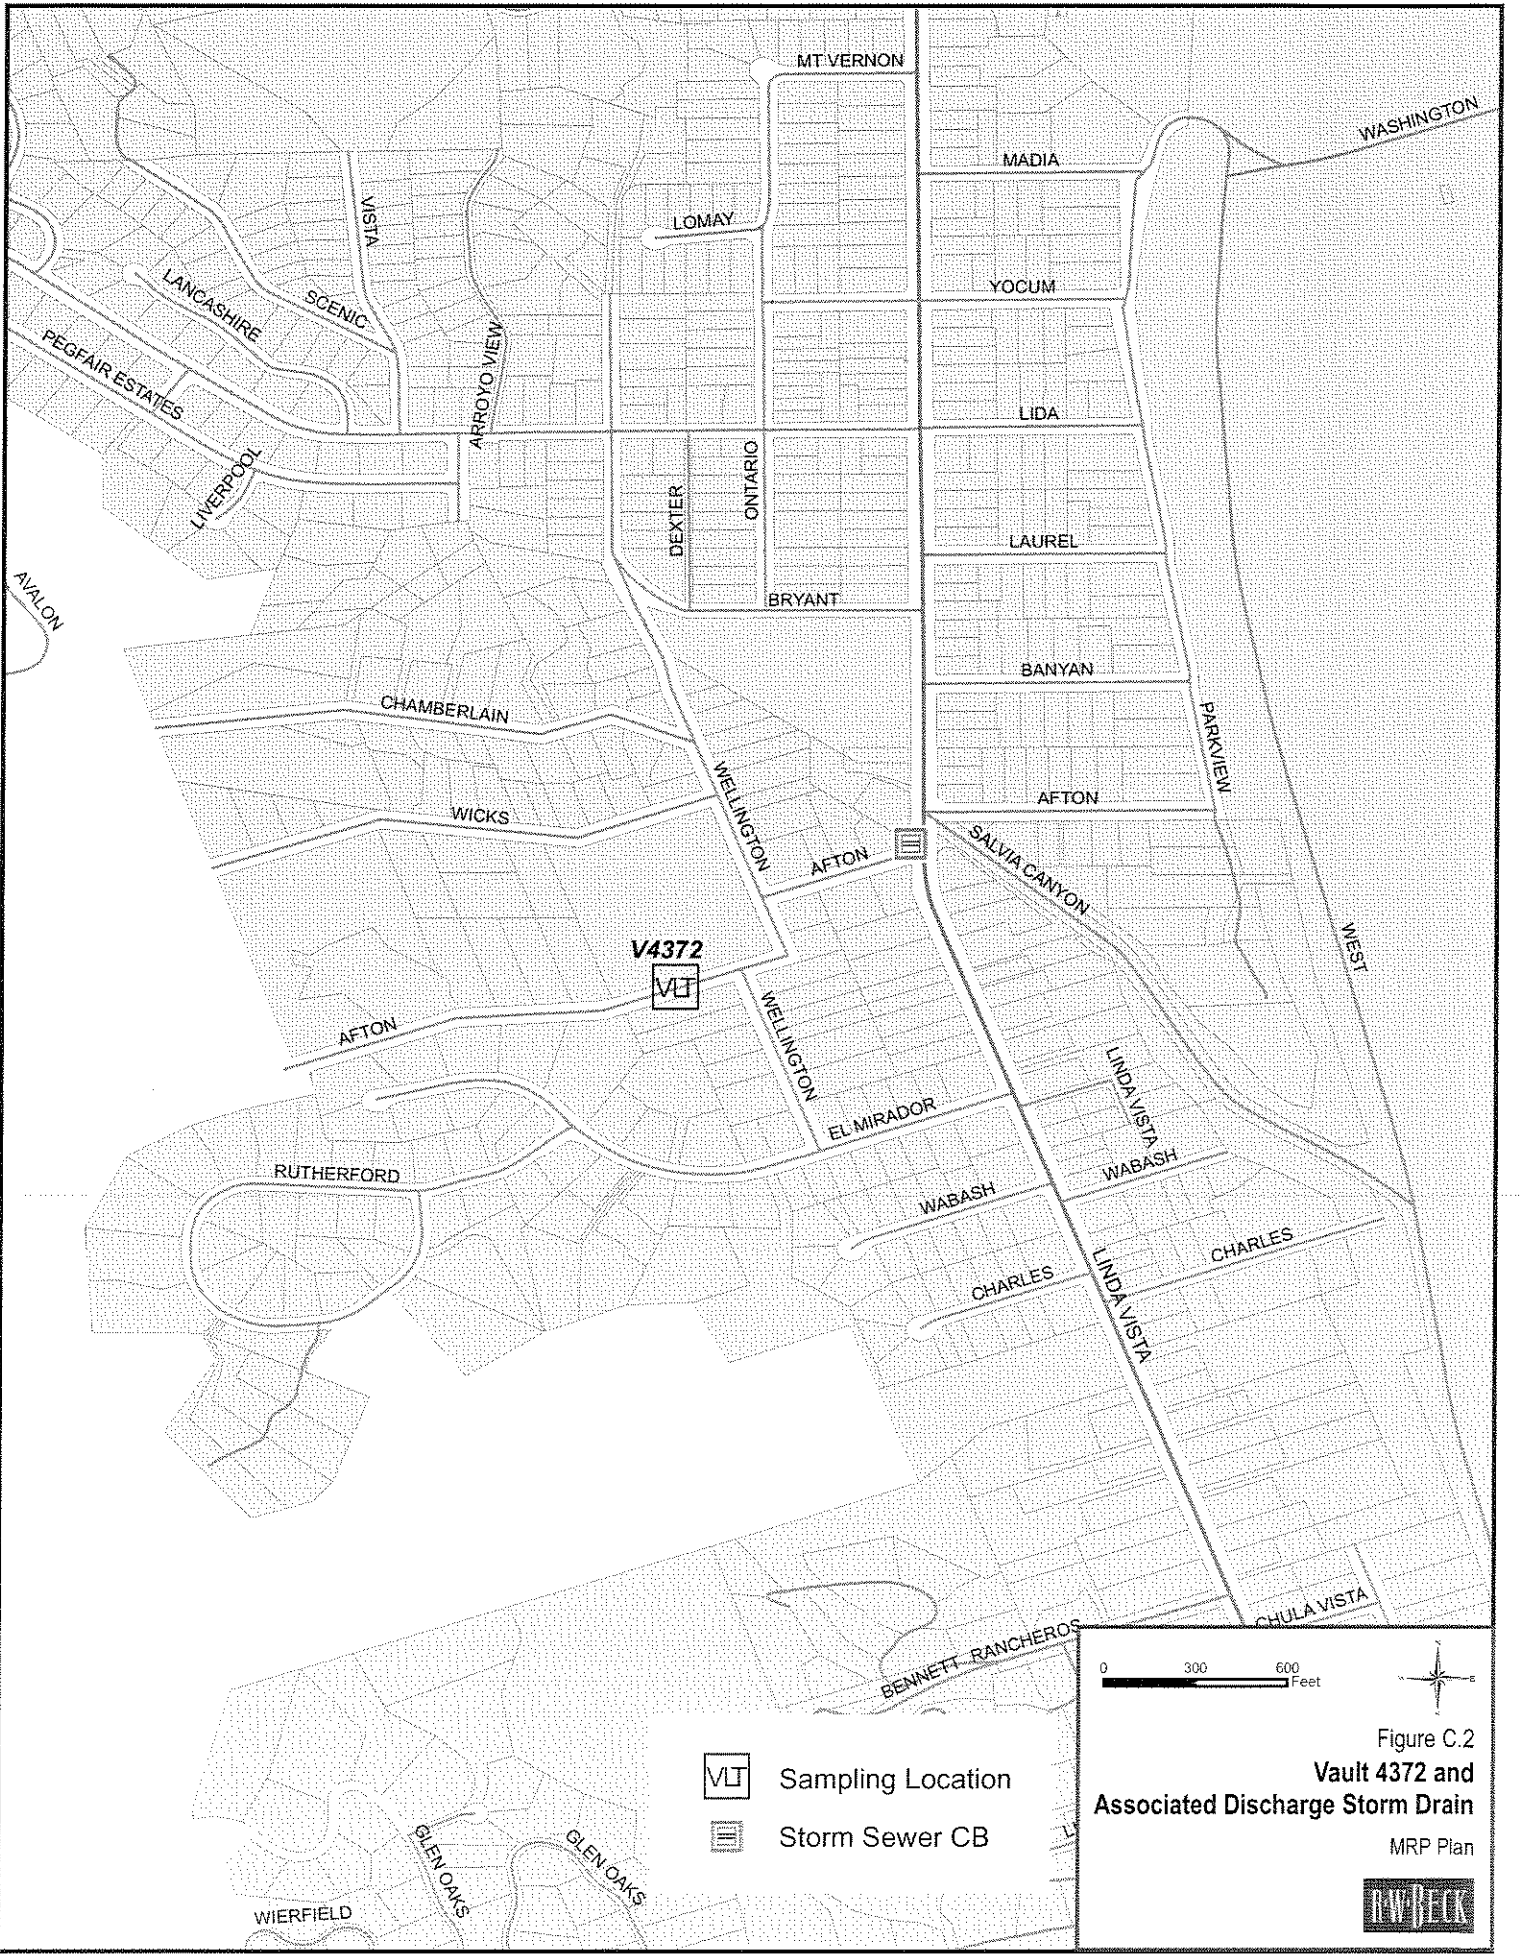 MT VERNON
WASHINGTON
MADIA
VISTA
LOMAY
LANCASHIRE
SCENIC
YOCUM
PEGFAIR ESTATES
ARROYO VIEW
LIDA
LIVERPOOL
DEXTER
ONTARIO
LAUREL
AVALON
BRYANT
BANYAN
CHAMBERLAIN
PARKVIEW
WELLINGTON
WICKS
AFTON
AFTON
SALVIA CANYON
V4372
VLT
WEST
AFTON
WELLINGTON
LINDA VISTA
EL MIRADOR
RUTHERFORD
WABASH
WABASH
CHARLES
CHARLES
LINDA VISTA
CHULA VISTA
BENNETT RANCHEROS
0 300 600
Feet
N
E
Figure C.2
Vault 4372 and
Associated Discharge Storm Drain
MRP Plan
R·W·BECK
VLT Sampling Location
Storm Sewer CB
GLEN OAKS
GLEN OAKS
WIERFIELD